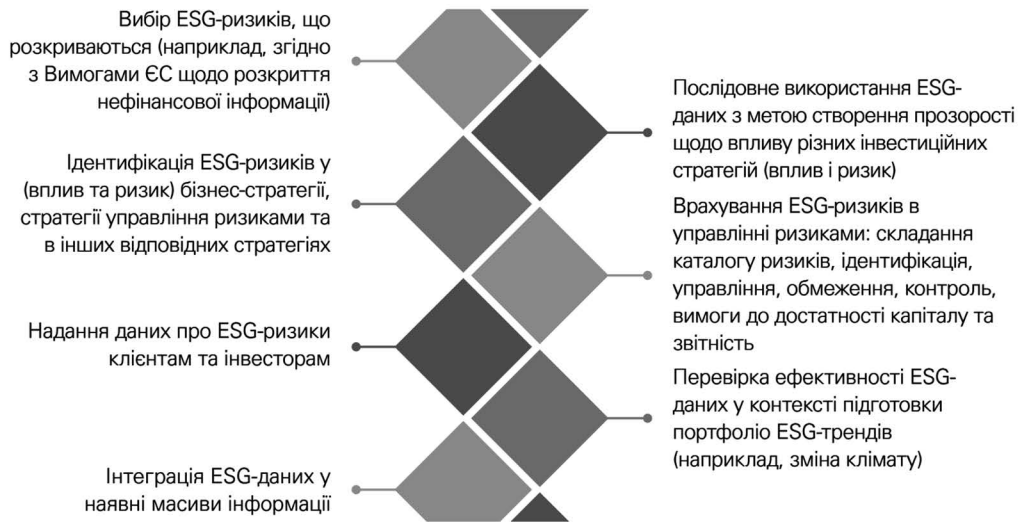 Вибір ESG-ризиків, що
розкриваються (наприклад, згідно
з Вимогами ЄС щодо розкриття
нефінансової інформації)
Послідовне використання ESG-
даних з метою створення прозорості
щодо впливу різних інвестиційних
стратегій (вплив і ризик)
Ідентифікація ESG-ризиків у
(вплив та ризик) бізнес-стратегії,
стратегії управління ризиками та
в інших відповідних стратегіях
Врахування ESG-ризиків в
управлінні ризиками: складання
каталогу ризиків, ідентифікація,
управління, обмеження, контроль,
вимоги до достатності капіталу та
звітність
Надання даних про ESG-ризики
клієнтам та інвесторам
Перевірка ефективності ESG-
даних у контексті підготовки
портфоліо ESG-трендів
(наприклад, зміна клімату)
Інтеграція ESG-даних у
наявні масиви інформації